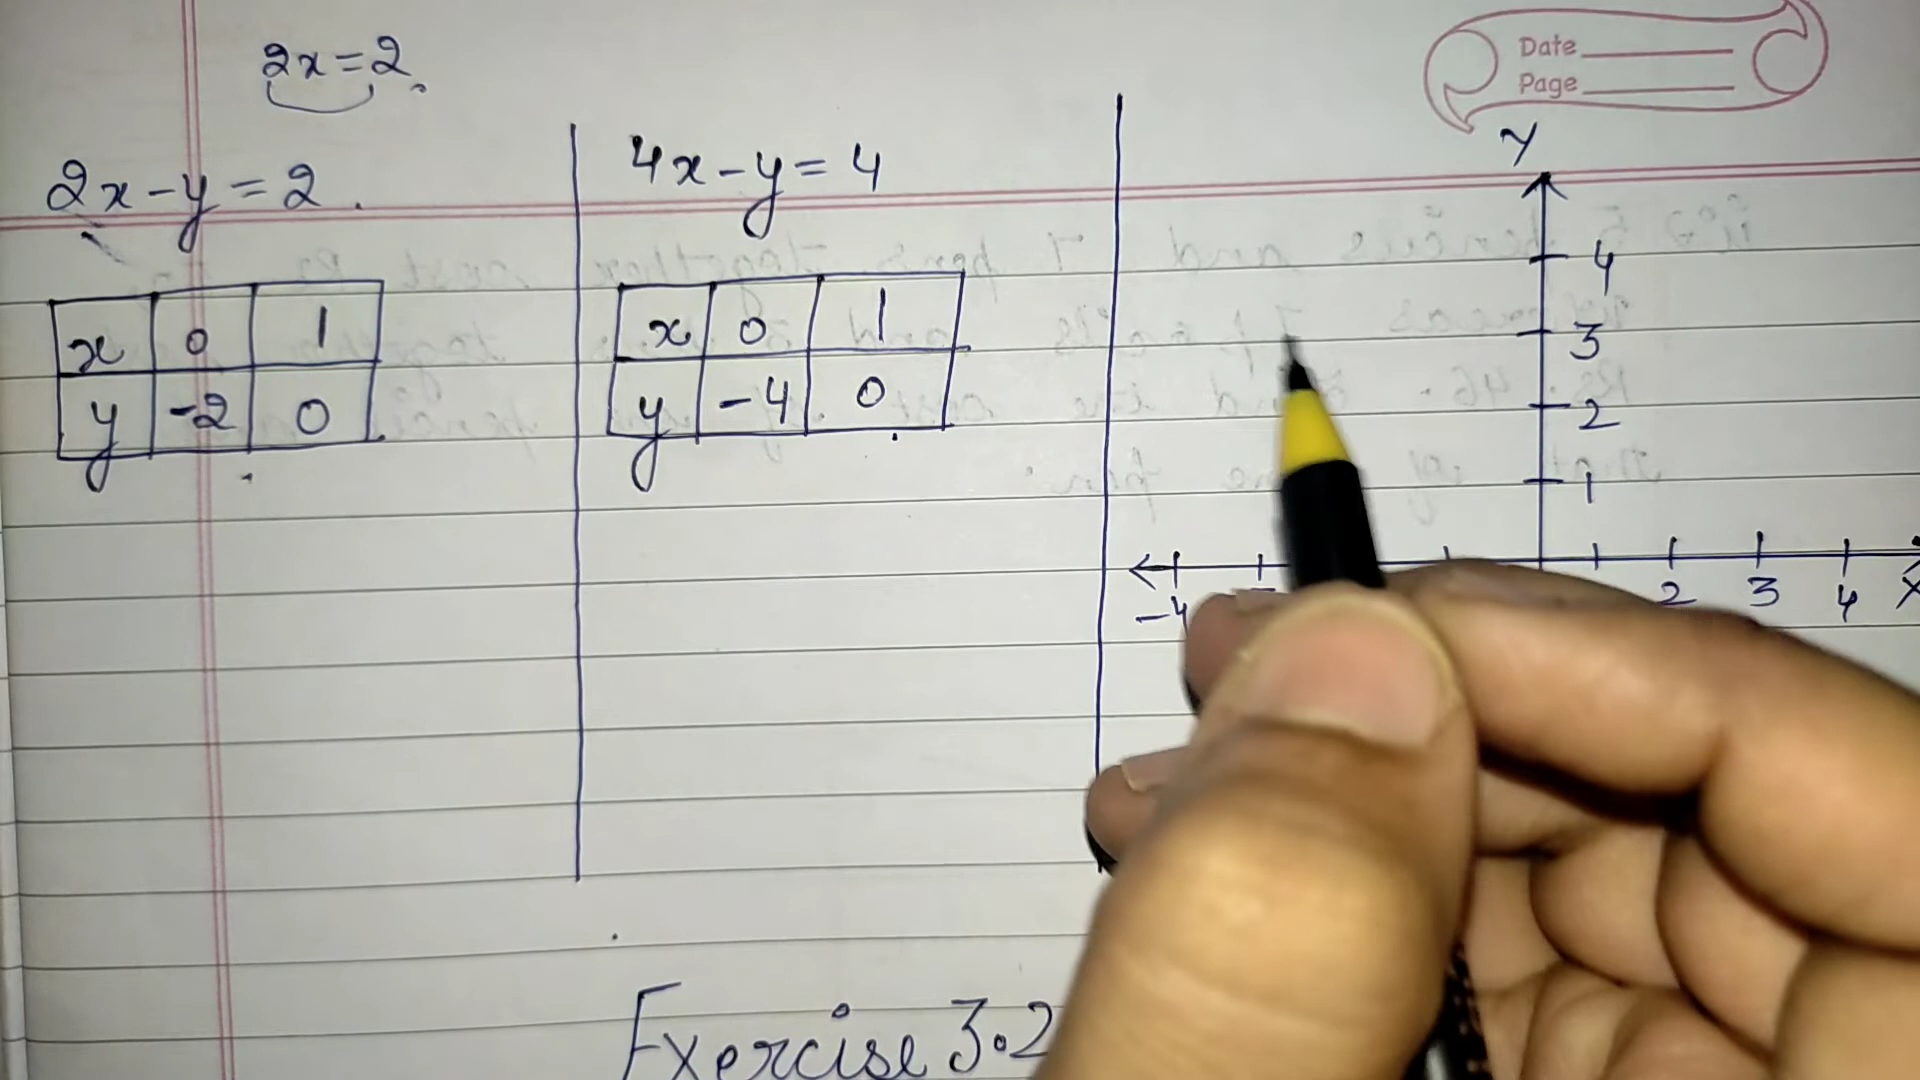 2x=2.
Date
Page
2x-y=2.
x 0 1
y -2 0
4x-y=4
x 0 1
y -4 0
Y
4
3
2
1
-4 2 3 4 X
Exercise 3.2